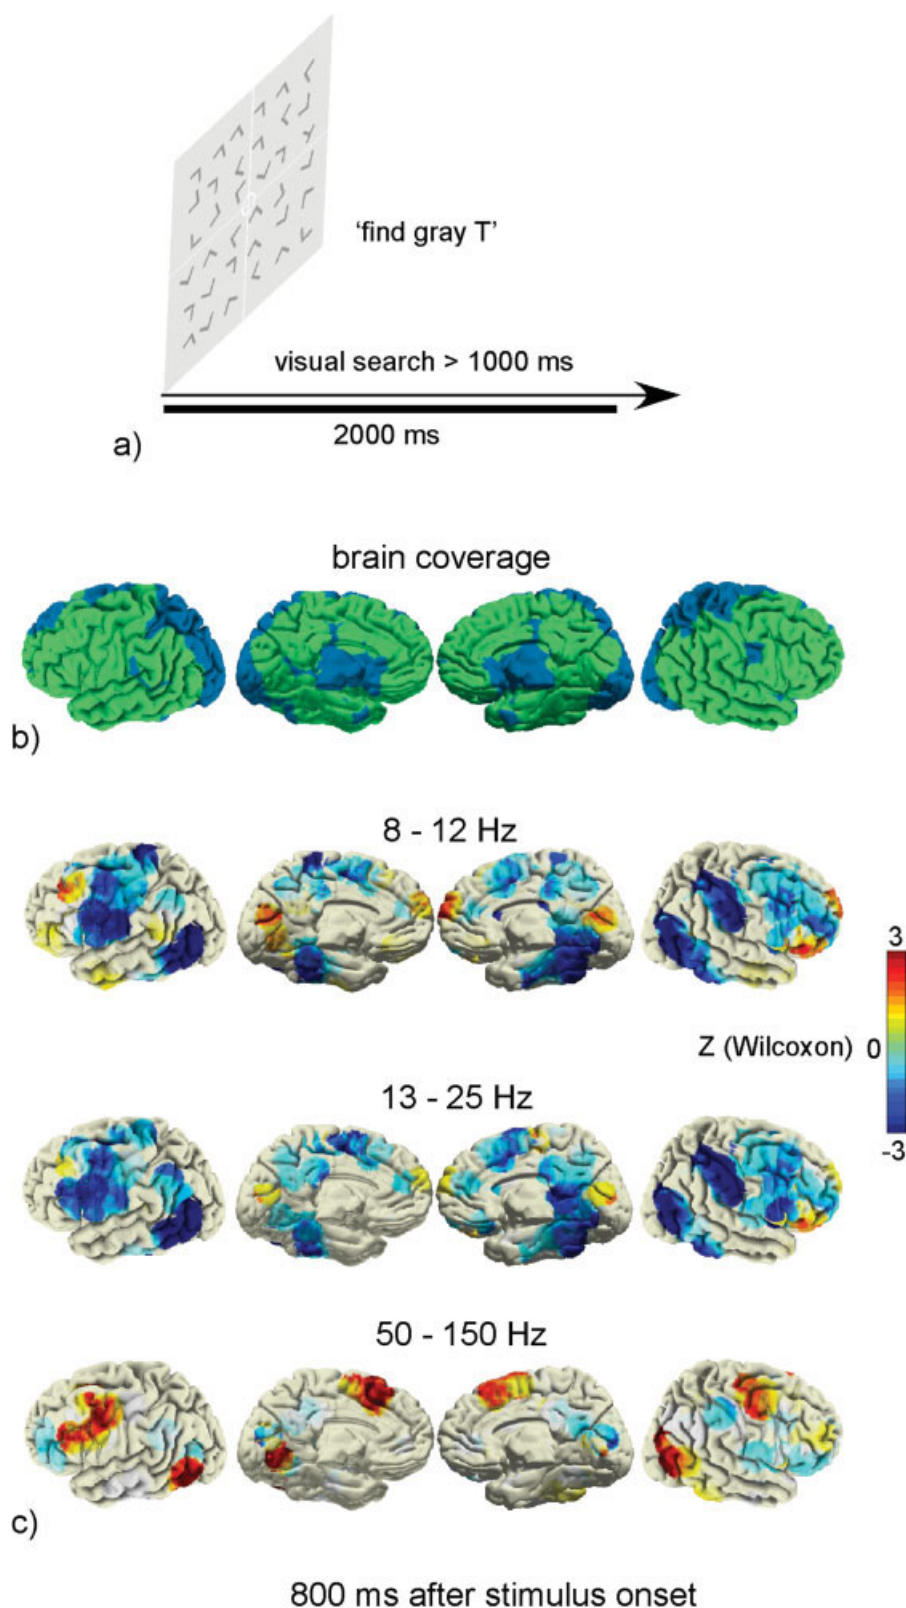 'find gray T'
visual search > 1000 ms
2000 ms
a)
brain coverage
b)
8 - 12 Hz
3
Z (Wilcoxon) 0
-3
13 - 25 Hz
50 - 150 Hz
c)
800 ms after stimulus onset